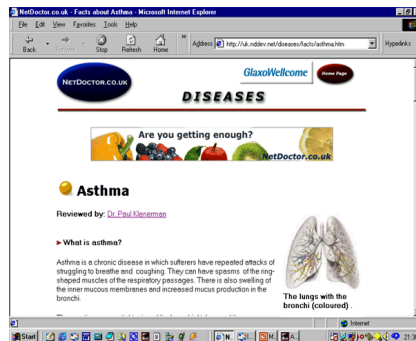 NetDoctor.co.uk - Facts about Asthma - Microsoft Internet Explorer
File Edit View Favorites Tools Help
Back Forward Stop Refresh Home » Address http://uk.nddev.net/diseases/facts/asthma.htm Hyperlinks
NETDOCTOR.CO.UK
GlaxoWellcome
Home Page
DISEASES
Are you getting enough?
NetDoctor.co.uk
Asthma
Reviewed by: Dr. Paul Klenerman
What is asthma?
Asthma is a chronic disease in which sufferers have repeated attacks of
struggling to breathe and coughing. They can have spasms of the ring-
shaped muscles of the respiratory passages. There is also swelling of
the inner mucous membranes and increased mucus production in the
bronchi.
The lungs with the
bronchi (coloured) .
Internet
Start N. M. A. 21:3